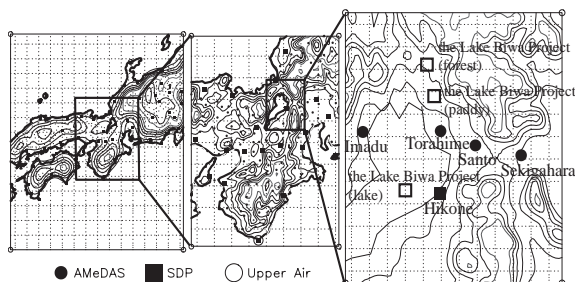 the Lake Biwa Project
(forest)
the Lake Biwa Project
(paddy)
Imadu
Torahime
Santo
Sekigahara
the Lake Biwa Project
(lake)
Hikone
AMeDAS
SDP
Upper Air